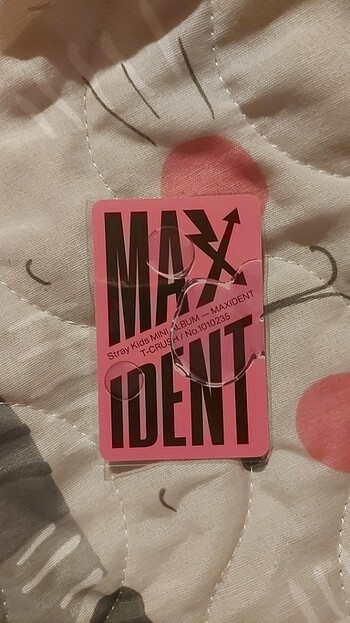 MAX
Stray Kids MINI ALBUM — MAXIDENT
T-CRUSH / No.1010235
IDENT